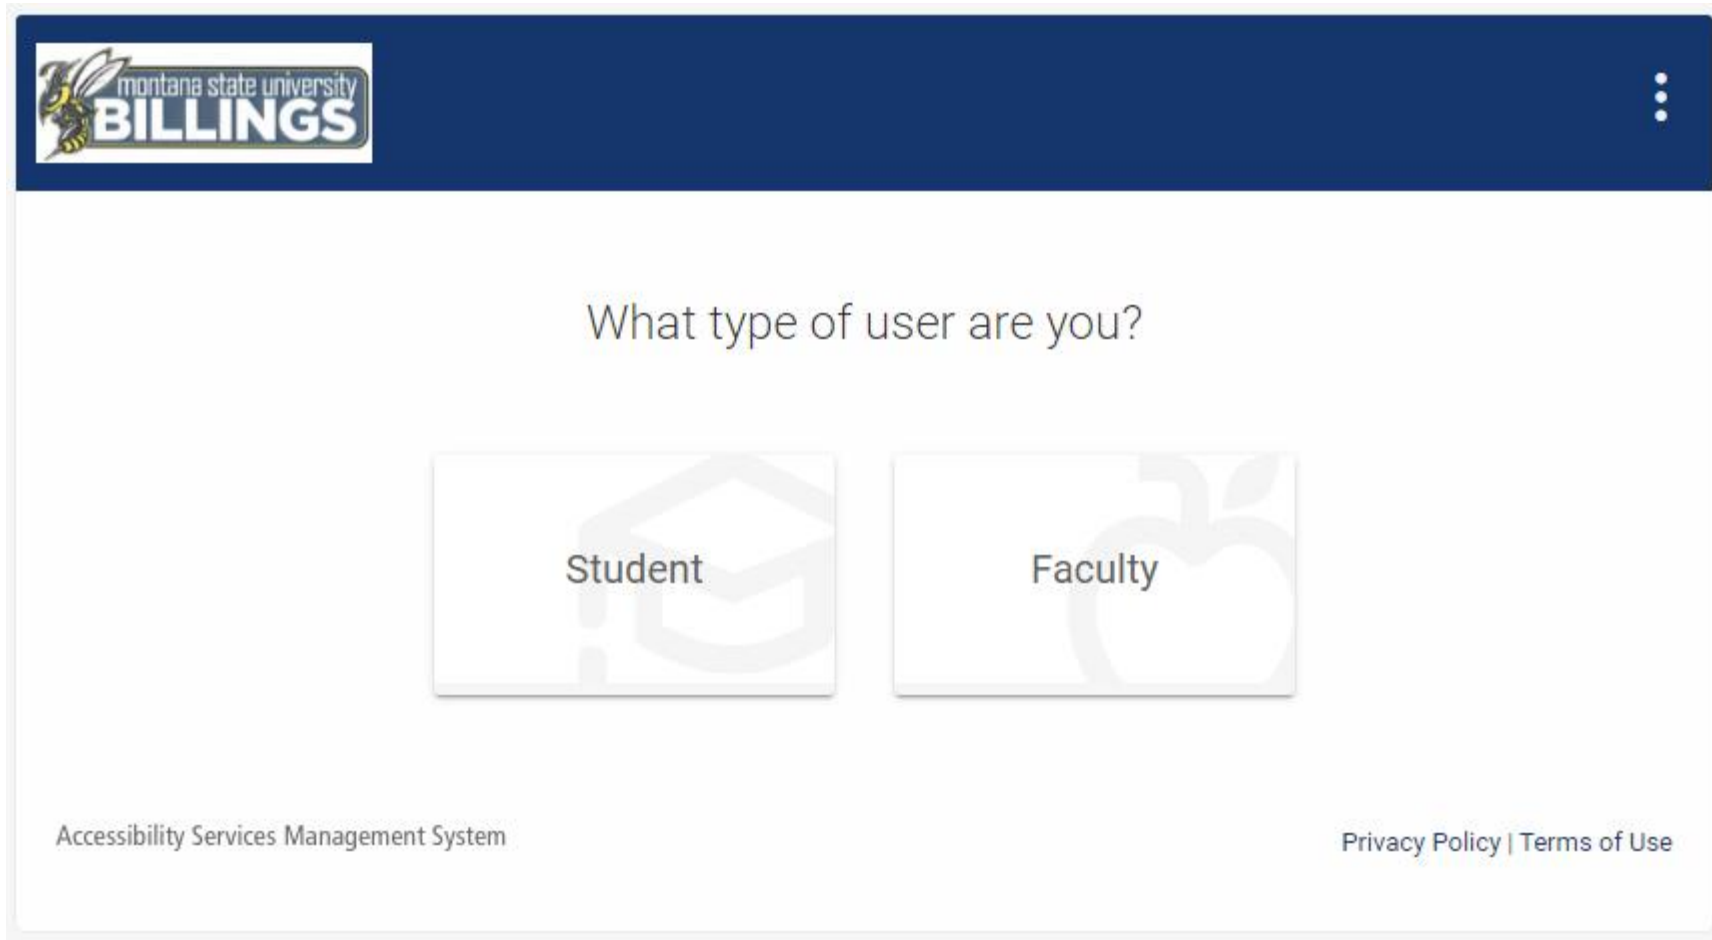 montana state university
BILLINGS
What type of user are you?
Student
Faculty
Accessibility Services Management System
Privacy Policy | Terms of Use